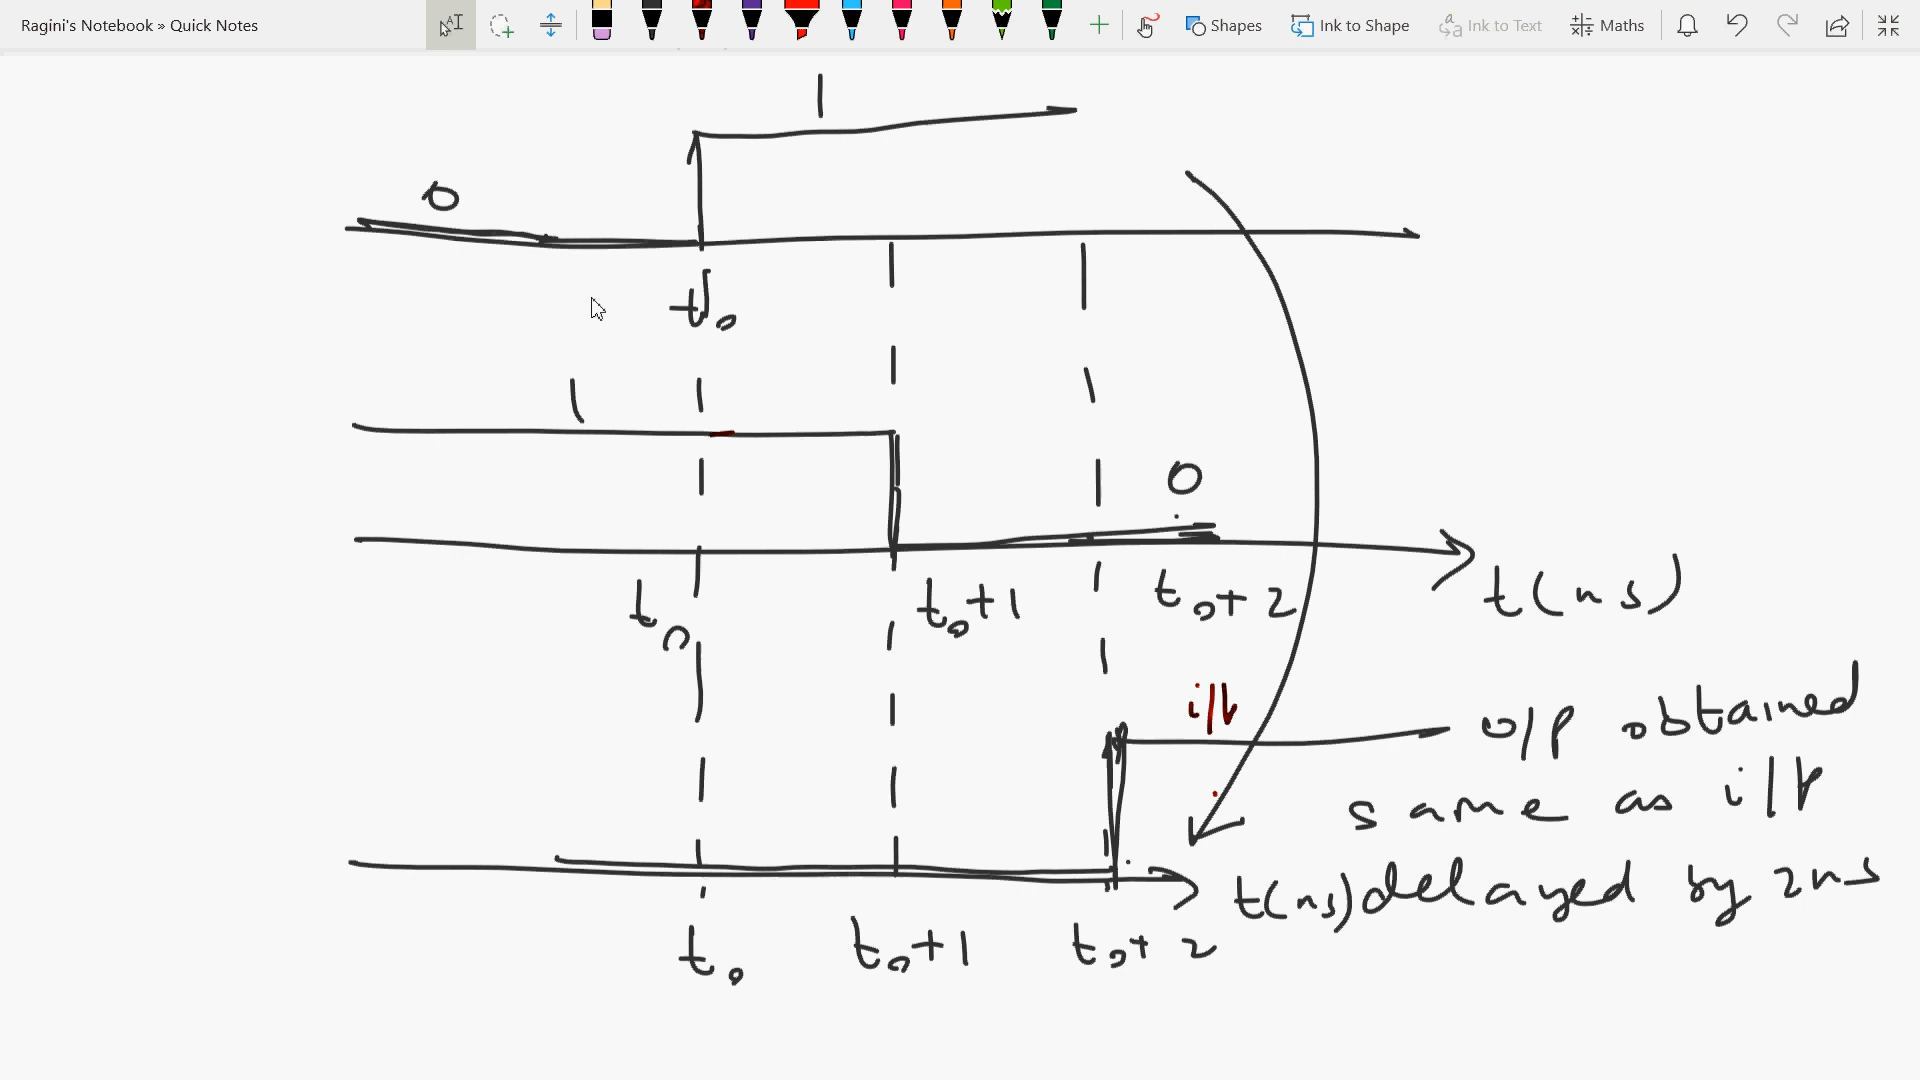 Ragini's Notebook » Quick Notes
Shapes
Ink to Shape
Ink to Text
Maths
1
0
t₀
1
0
t₀
t₀+1
t₀+2
t(ns)
i/p
o/p obtained
same as i/p
t(ns) delayed by 2ns
t₀
t₀+1
t₀+2